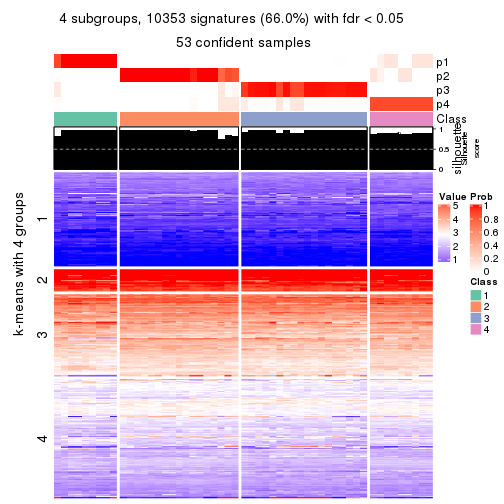 4 subgroups, 10353 signatures (66.0%) with fdr < 0.05
53 confident samples
p1
p2
p3
p4
Class
silhouette
Silhouette
score
1
0.5
0
k-means with 4 groups
1
2
3
4
Value
5
4
3
2
1
Prob
1
0.8
0.6
0.4
0.2
0
Class
1
2
3
4